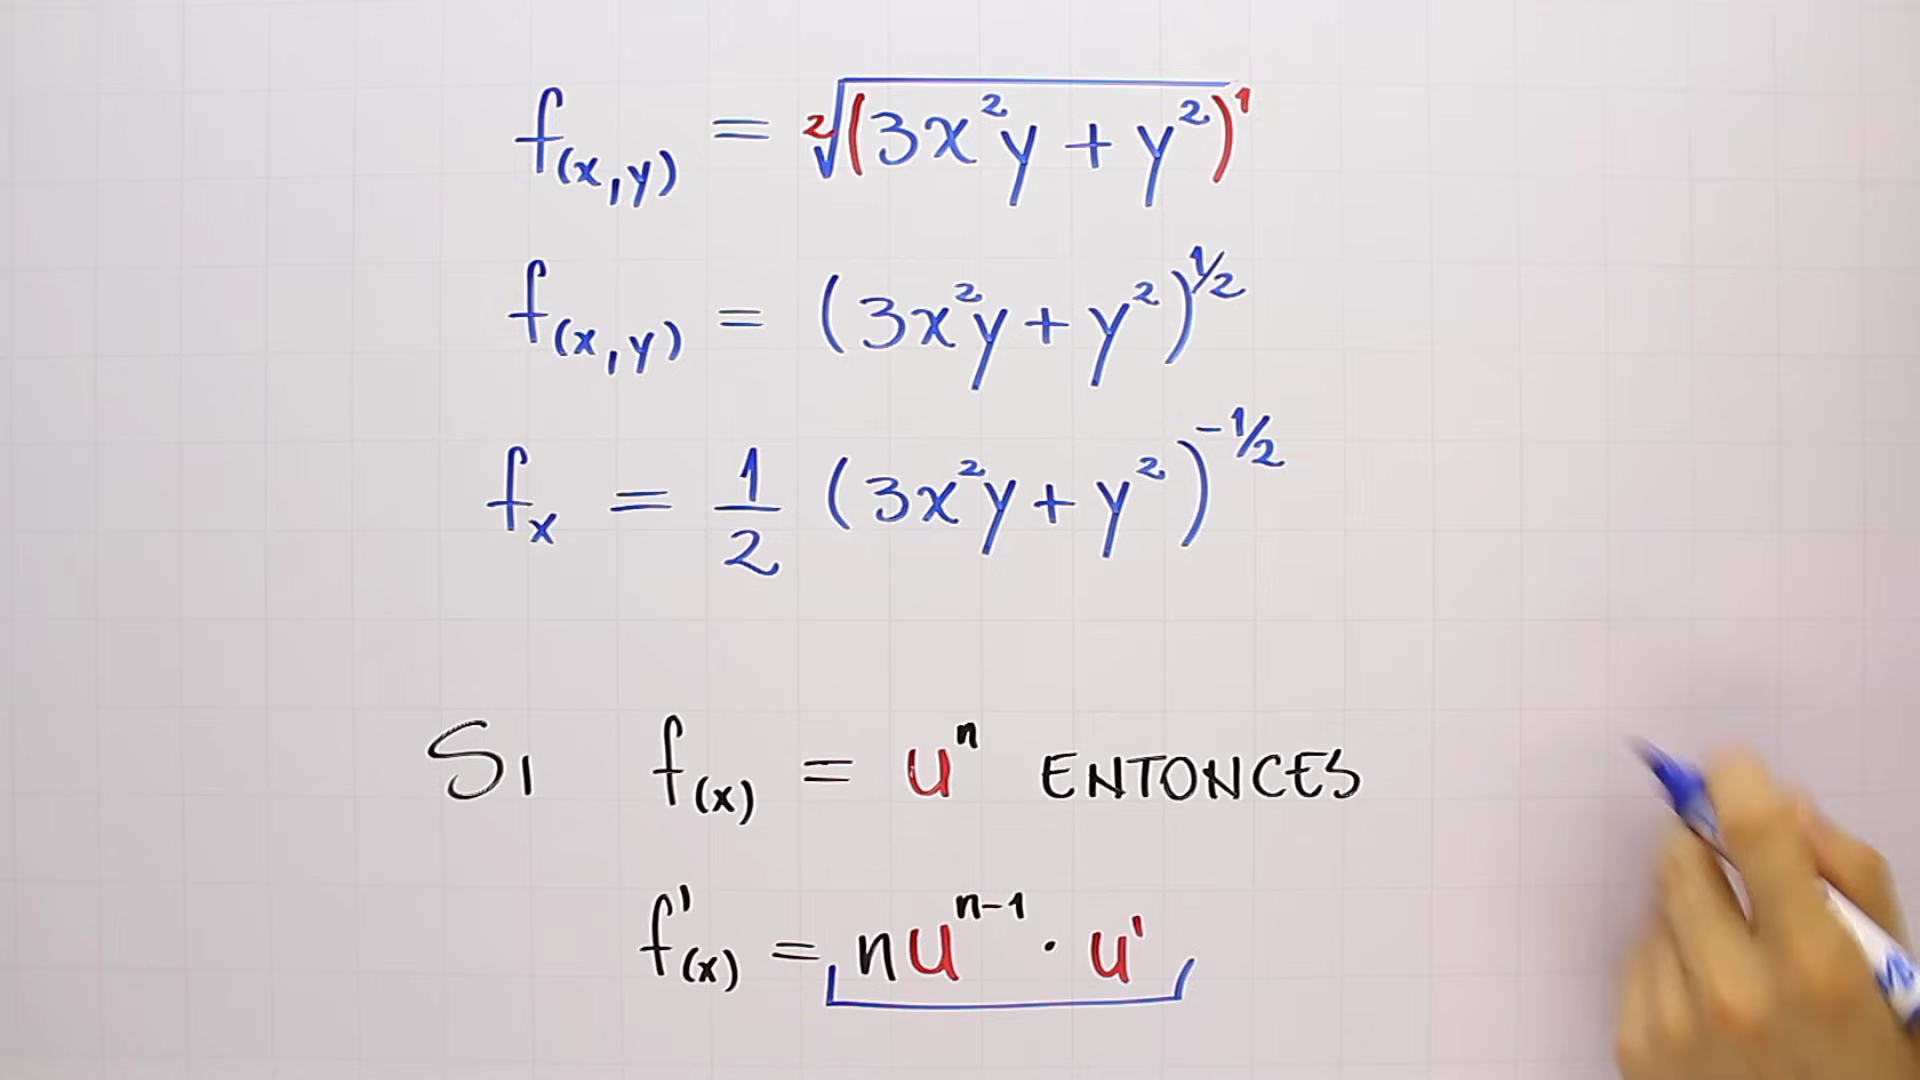 f(x,y) = ²√(3x²y + y²)¹
f(x,y) = (3x²y + y²)^½
fx = 1/2 (3x²y + y²)^-½
Si f(x) = uⁿ ENTONCES
f'(x) = nuⁿ⁻¹ · u'